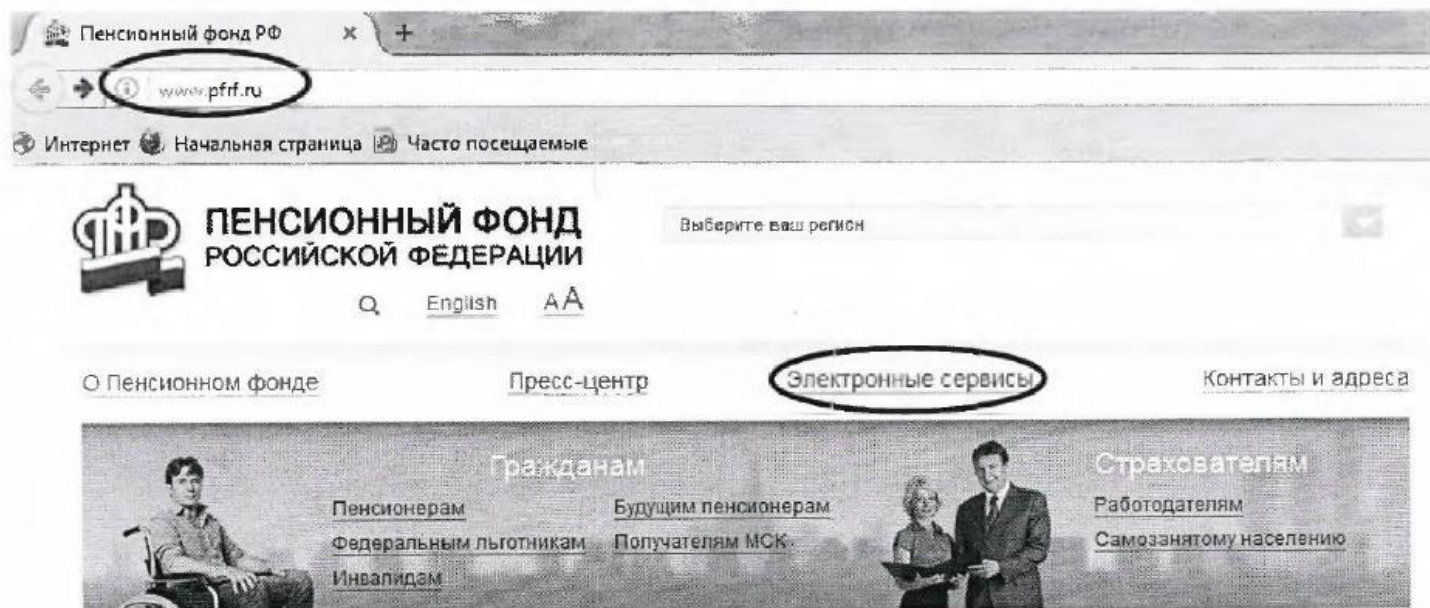 Пенсионный фонд РФ × +
www.pfrf.ru
Интернет Начальная страница Часто посещаемые
ПЕНСИОННЫЙ ФОНД
РОССИЙСКОЙ ФЕДЕРАЦИИ
Выберите ваш регион
English AA
О Пенсионном фонде Пресс-центр Электронные сервисы Контакты и адреса
Гражданам
Пенсионерам Будущим пенсионерам
Федеральным льготникам Получателям МСК
Инвалидам
Страхователям
Работодателям
Самозанятому населению